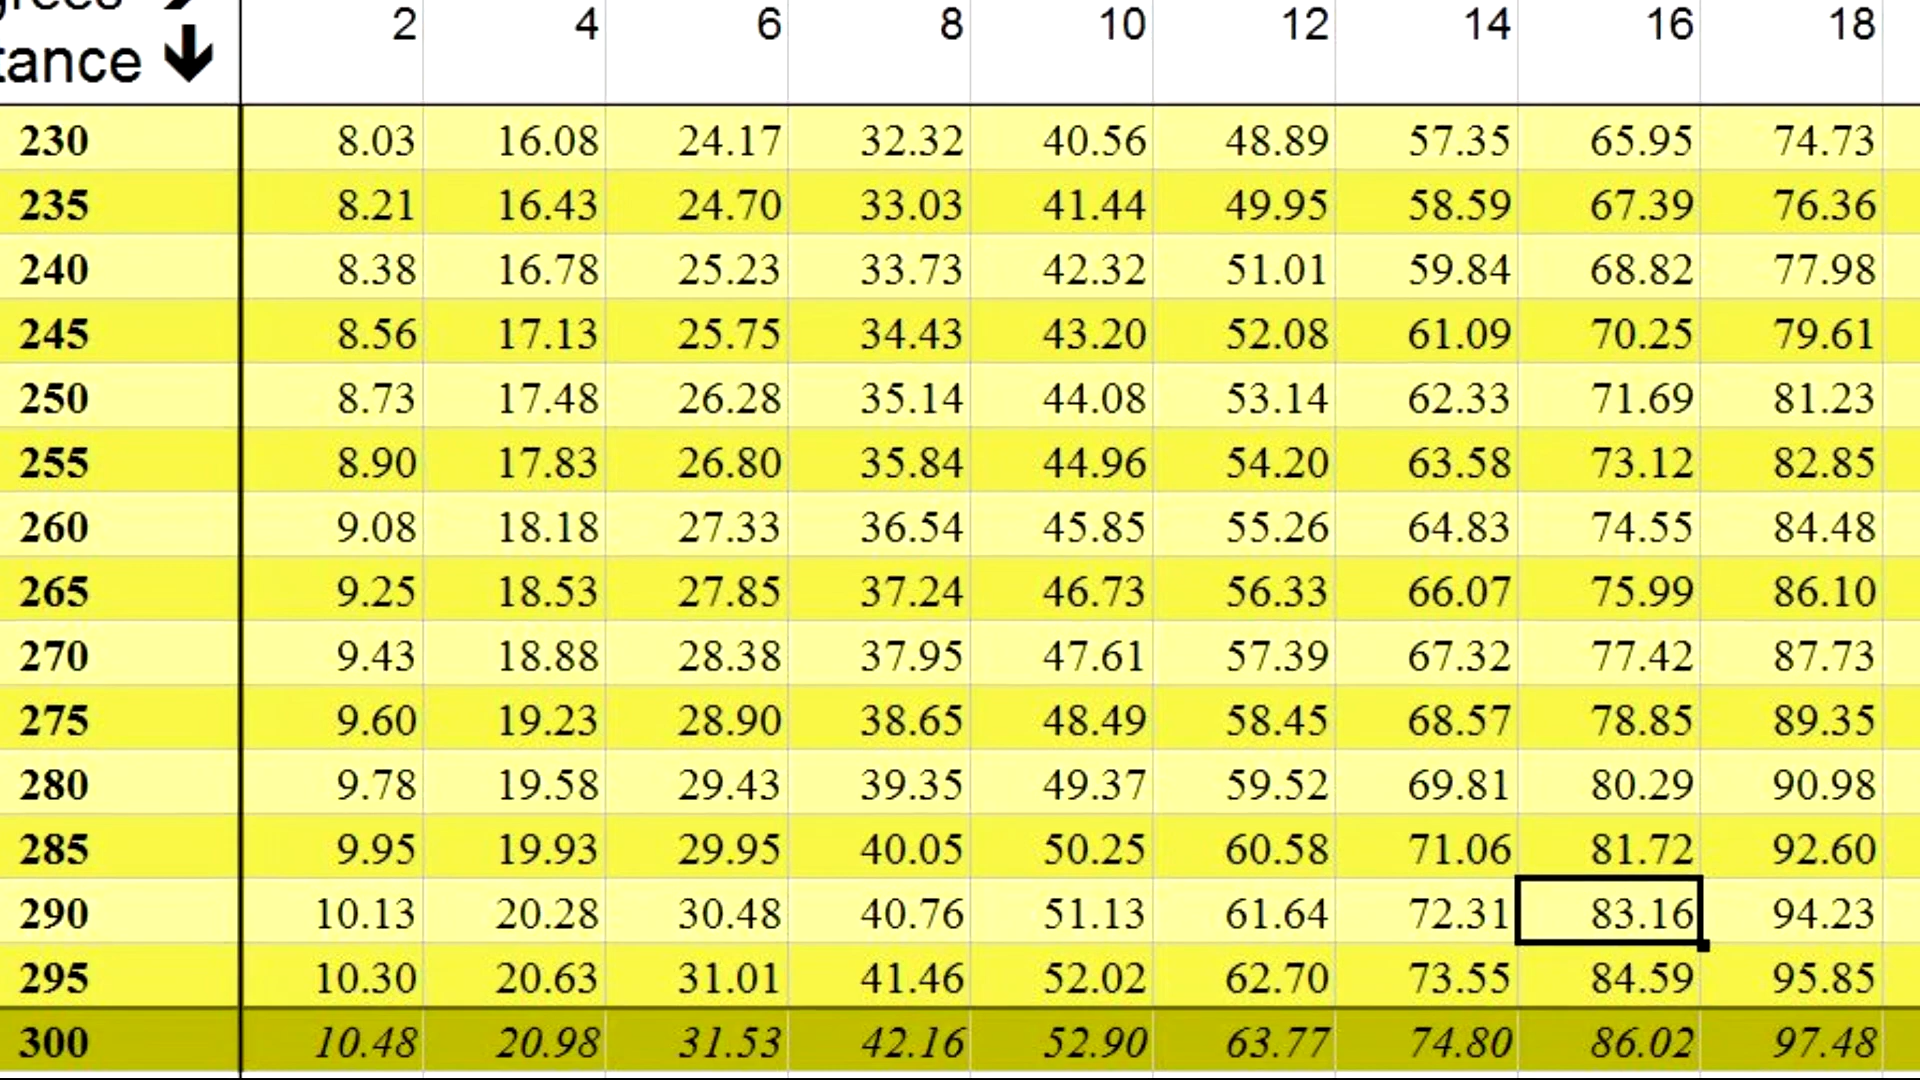 2 4 6 8 10 12 14 16 18
230 8.03 16.08 24.17 32.32 40.56 48.89 57.35 65.95 74.73
235 8.21 16.43 24.70 33.03 41.44 49.95 58.59 67.39 76.36
240 8.38 16.78 25.23 33.73 42.32 51.01 59.84 68.82 77.98
245 8.56 17.13 25.75 34.43 43.20 52.08 61.09 70.25 79.61
250 8.73 17.48 26.28 35.14 44.08 53.14 62.33 71.69 81.23
255 8.90 17.83 26.80 35.84 44.96 54.20 63.58 73.12 82.85
260 9.08 18.18 27.33 36.54 45.85 55.26 64.83 74.55 84.48
265 9.25 18.53 27.85 37.24 46.73 56.33 66.07 75.99 86.10
270 9.43 18.88 28.38 37.95 47.61 57.39 67.32 77.42 87.73
275 9.60 19.23 28.90 38.65 48.49 58.45 68.57 78.85 89.35
280 9.78 19.58 29.43 39.35 49.37 59.52 69.81 80.29 90.98
285 9.95 19.93 29.95 40.05 50.25 60.58 71.06 81.72 92.60
290 10.13 20.28 30.48 40.76 51.13 61.64 72.31 83.16 94.23
295 10.30 20.63 31.01 41.46 52.02 62.70 73.55 84.59 95.85
300 10.48 20.98 31.53 42.16 52.90 63.77 74.80 86.02 97.48